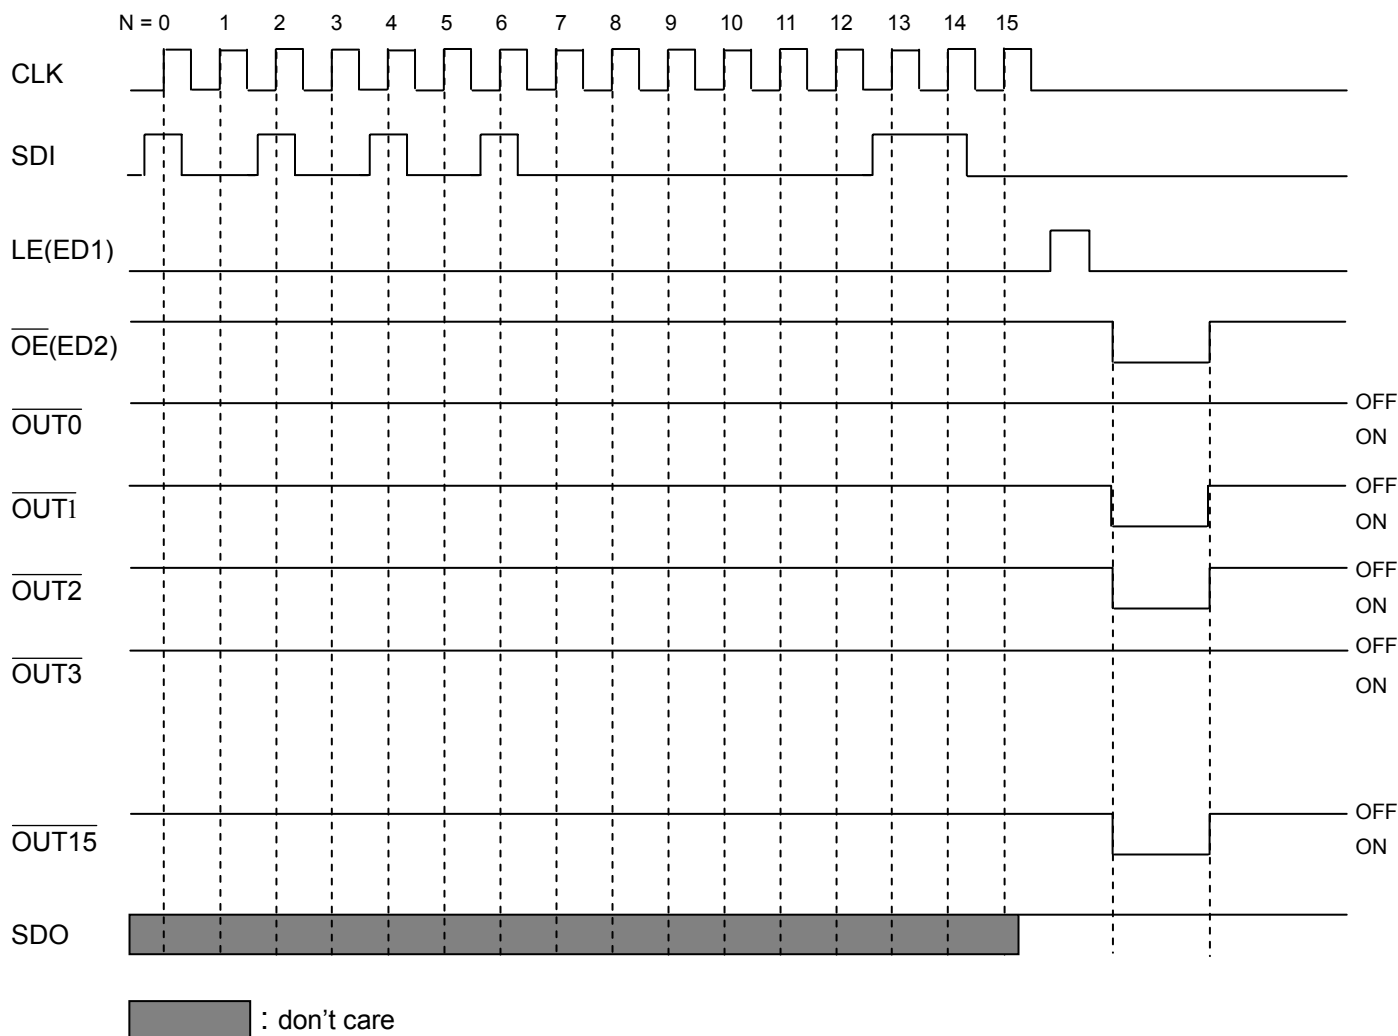 N = 0 1 2 3 4 5 6 7 8 9 10 11 12 13 14 15
CLK
SDI
LE(ED1)
OE(ED2)
OUT0
OFF
ON
OUT1
OFF
ON
OUT2
OFF
ON
OUT3
OFF
ON
OUT15
OFF
ON
SDO
: don't care